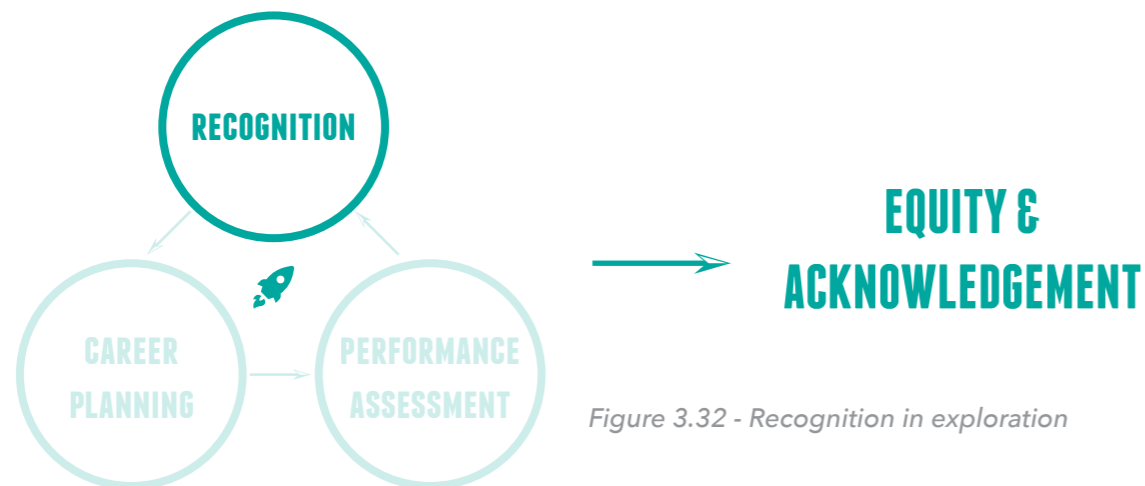 RECOGNITION
EQUITY &
ACKNOWLEDGEMENT
CAREER
PLANNING
PERFORMANCE
ASSESSMENT
Figure 3.32 - Recognition in exploration